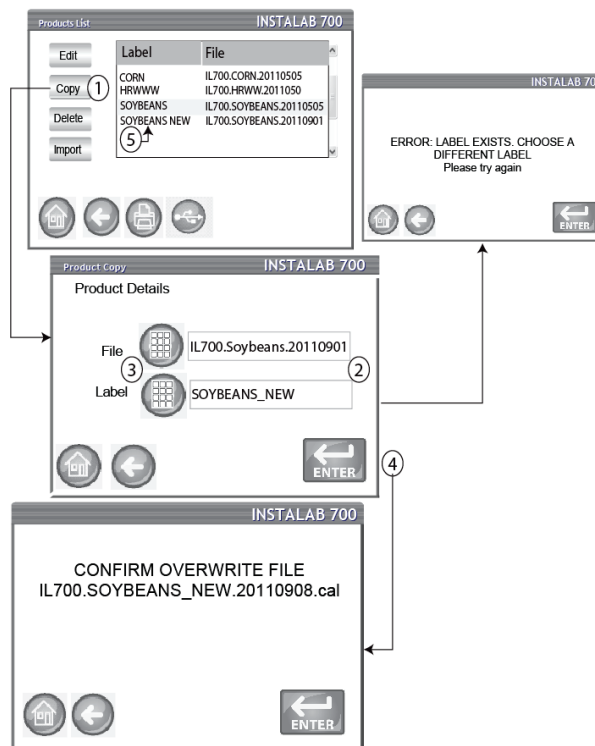 Products List INSTALAB 700
Label File
Edit
CORN IL700.CORN.20110505
Copy 1 HRWWW IL700.HRWW.2011050
SOYBEANS IL700.SOYBEANS.20110505
Delete SOYBEANS NEW IL700.SOYBEANS.20110901
5
Import
INSTALAB 70
ERROR: LABEL EXISTS. CHOOSE A
DIFFERENT LABEL
Please try again
ENTER
Product Copy INSTALAB 700
Product Details
File IL700.Soybeans.20110901
3 2
Label SOYBEANS_NEW
ENTER
4
INSTALAB 700
CONFIRM OVERWRITE FILE
IL700.SOYBEANS_NEW.20110908.cal
ENTER